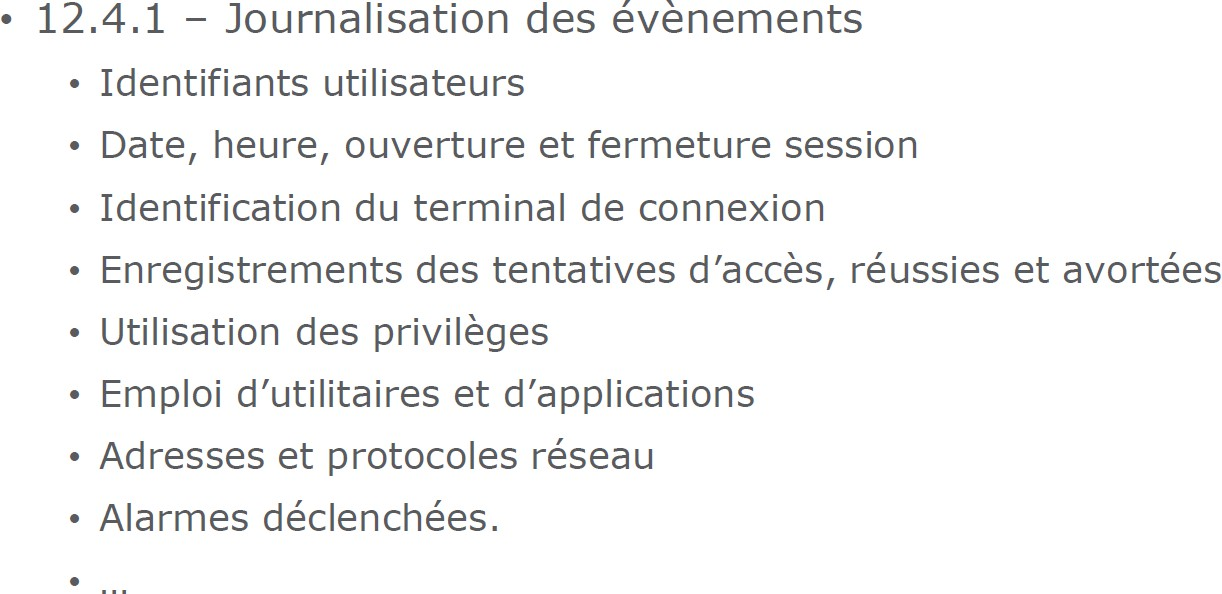 • 12.4.1 – Journalisation des évènements
• Identifiants utilisateurs
• Date, heure, ouverture et fermeture session
• Identification du terminal de connexion
• Enregistrements des tentatives d’accès, réussies et avortées
• Utilisation des privilèges
• Emploi d’utilitaires et d’applications
• Adresses et protocoles réseau
• Alarmes déclenchées.
• …